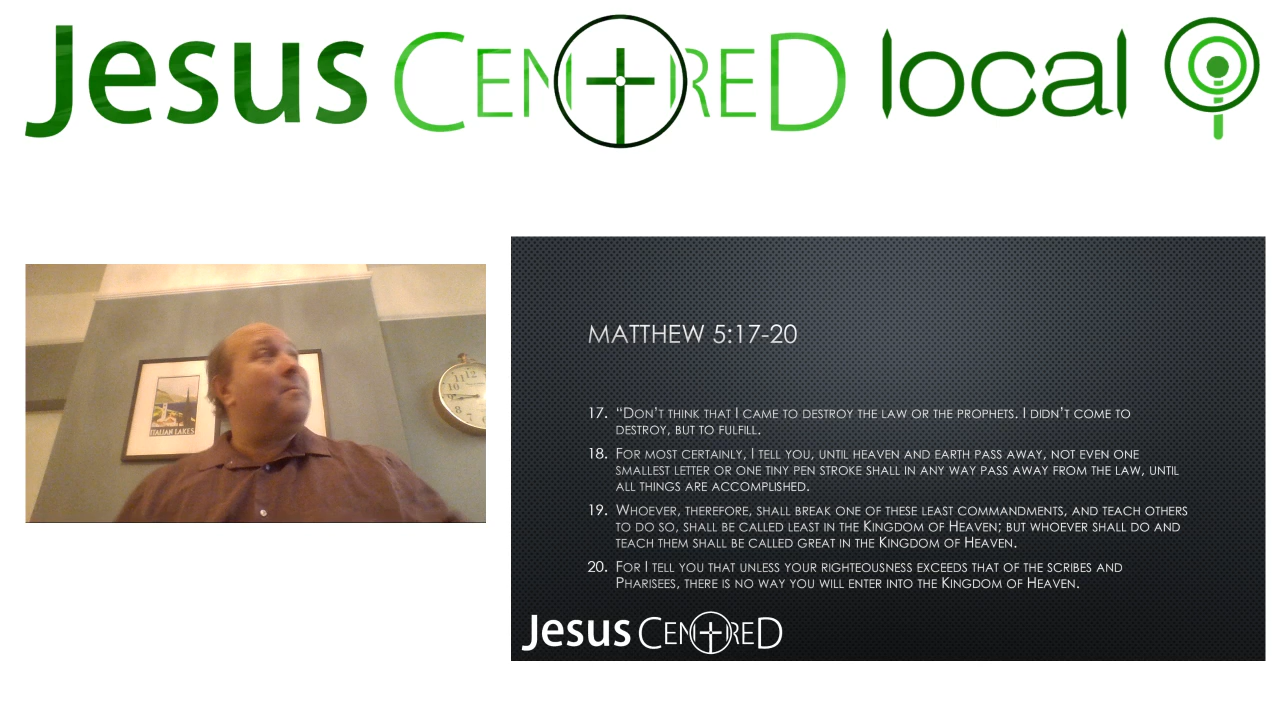 Jesus CENTRED local
ITALIAN LAKES
11 12
9
8
MATTHEW 5:17-20
17. “DON’T THINK THAT I CAME TO DESTROY THE LAW OR THE PROPHETS. I DIDN’T COME TO
DESTROY, BUT TO FULFILL.
18. FOR MOST CERTAINLY, I TELL YOU, UNTIL HEAVEN AND EARTH PASS AWAY, NOT EVEN ONE
SMALLEST LETTER OR ONE TINY PEN STROKE SHALL IN ANY WAY PASS AWAY FROM THE LAW, UNTIL
ALL THINGS ARE ACCOMPLISHED.
19. WHOEVER, THEREFORE, SHALL BREAK ONE OF THESE LEAST COMMANDMENTS, AND TEACH OTHERS
TO DO SO, SHALL BE CALLED LEAST IN THE KINGDOM OF HEAVEN; BUT WHOEVER SHALL DO AND
TEACH THEM SHALL BE CALLED GREAT IN THE KINGDOM OF HEAVEN.
20. FOR I TELL YOU THAT UNLESS YOUR RIGHTEOUSNESS EXCEEDS THAT OF THE SCRIBES AND
PHARISEES, THERE IS NO WAY YOU WILL ENTER INTO THE KINGDOM OF HEAVEN.
Jesus CENTRED